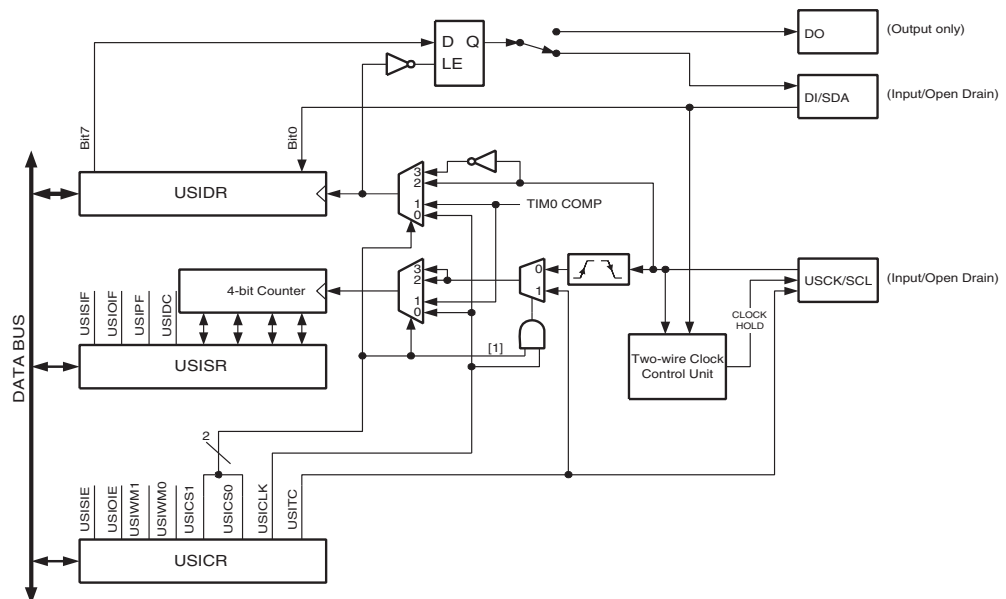 D Q
LE
DO
(Output only)
DI/SDA
(Input/Open Drain)
Bit7
Bit0
USIDR
3
2
1
0
TIM0 COMP
4-bit Counter
3
2
1
0
0
1
USCK/SCL
(Input/Open Drain)
CLOCK
HOLD
Two-wire Clock
Control Unit
[1]
USISIF
USIOIF
USIPF
USIDC
USISR
DATA BUS
2
USISIE
USIOIE
USIWM1
USIWM0
USICS1
USICS0
USICLK
USITC
USICR